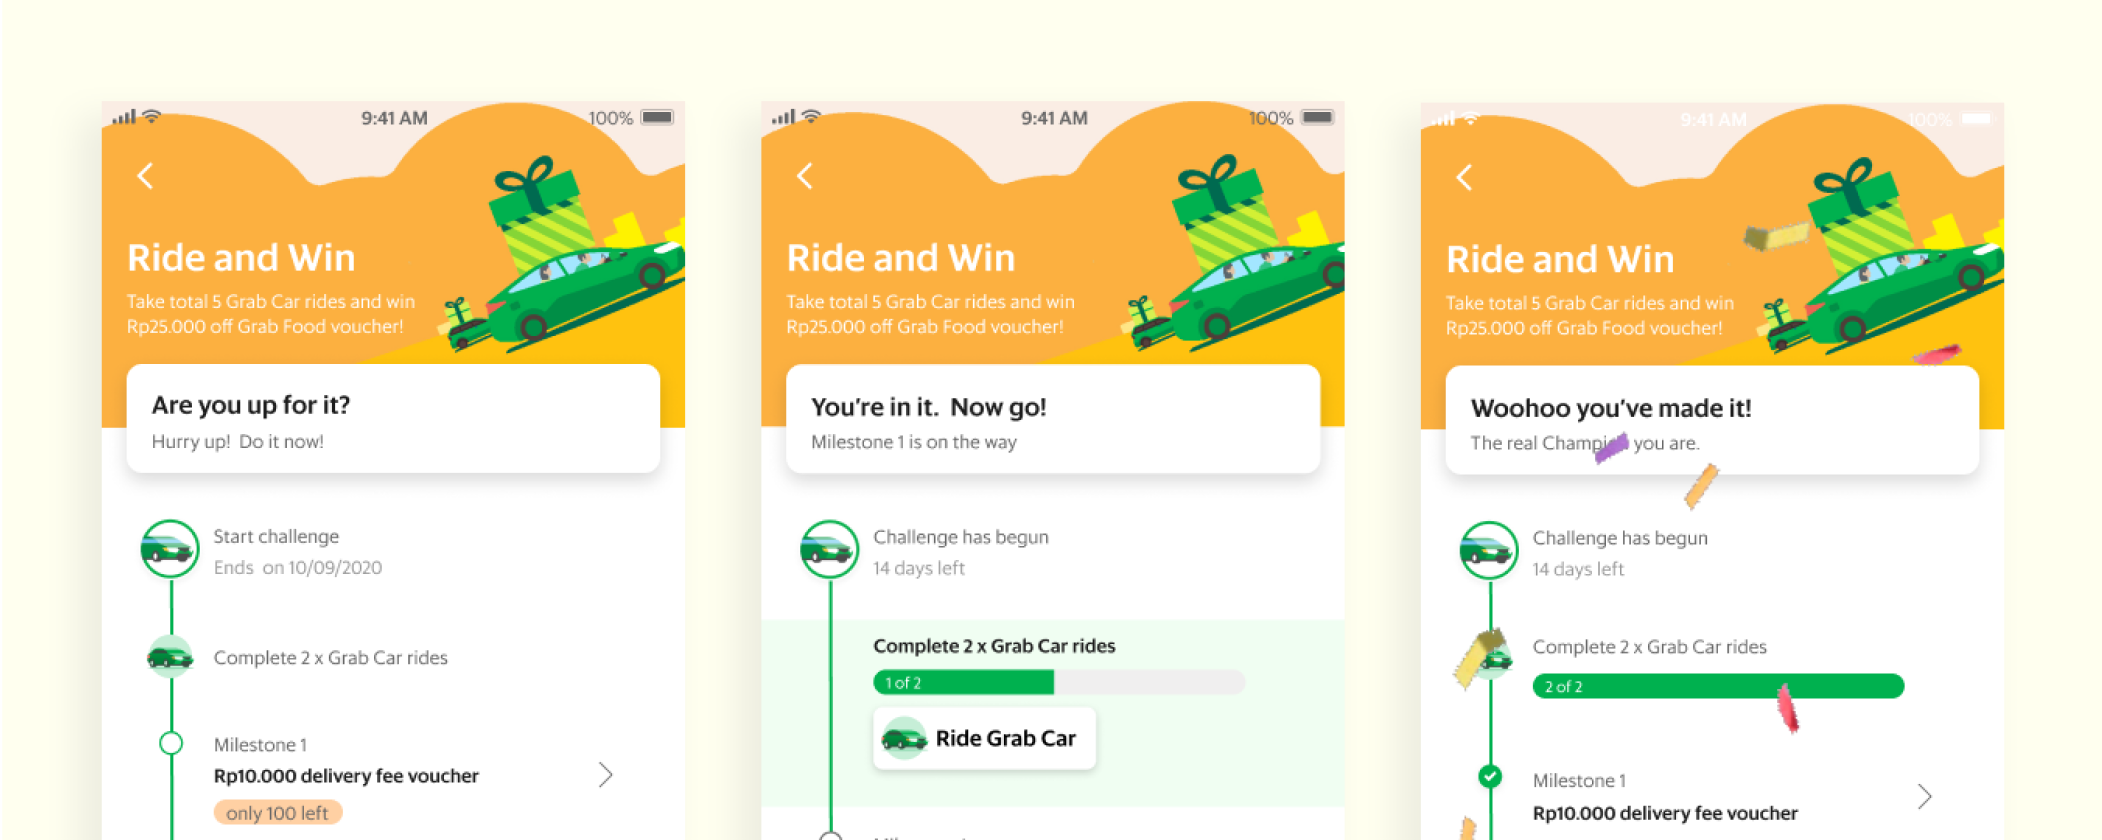 9:41 AM
100%
Ride and Win
Take total 5 Grab Car rides and win
Rp25.000 off Grab Food voucher!
Are you up for it?
Hurry up! Do it now!
Start challenge
Ends on 10/09/2020
Complete 2 x Grab Car rides
Milestone 1
Rp10.000 delivery fee voucher
only 100 left
9:41 AM
100%
Ride and Win
Take total 5 Grab Car rides and win
Rp25.000 off Grab Food voucher!
You're in it. Now go!
Milestone 1 is on the way
Challenge has begun
14 days left
Complete 2 x Grab Car rides
1 of 2
Ride Grab Car
9:41 AM
100%
Ride and Win
Take total 5 Grab Car rides and win
Rp25.000 off Grab Food voucher!
Woohoo you've made it!
The real Champion you are.
Challenge has begun
14 days left
Complete 2 x Grab Car rides
2 of 2
Milestone 1
Rp10.000 delivery fee voucher